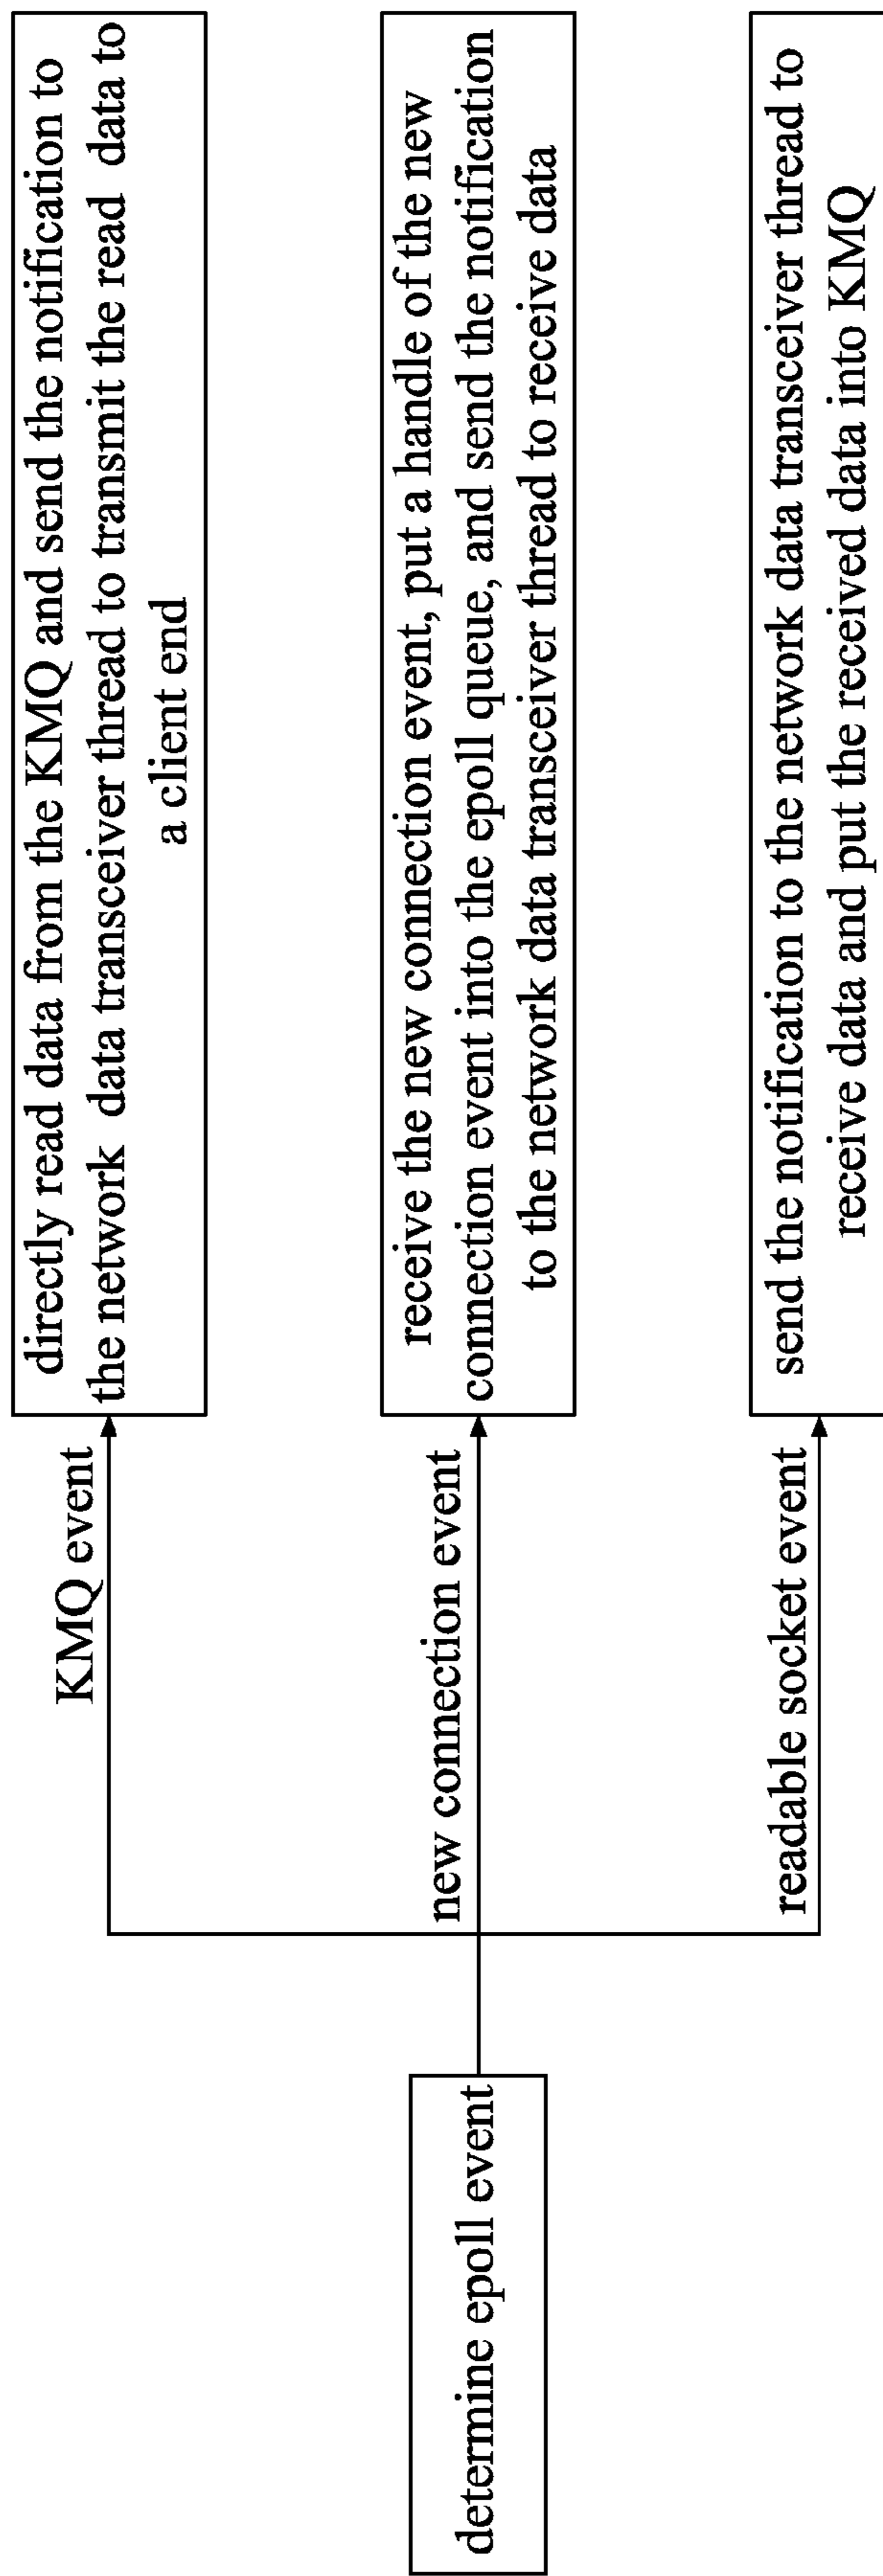 determine epoll event
KMQ event
directly read data from the KMQ and send the notification to
the network data transceiver thread to transmit the read data to
a client end
new connection event
receive the new connection event, put a handle of the new
connection event into the epoll queue, and send the notification
to the network data transceiver thread to receive data
readable socket event
send the notification to the network data transceiver thread to
receive data and put the received data into KMQ